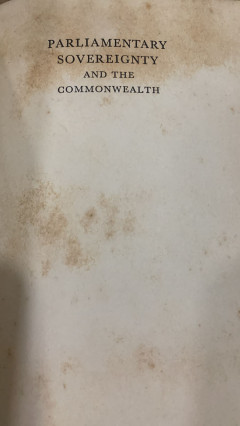 PARLIAMENTARY
SOVEREIGNTY
AND THE
COMMONWEALTH